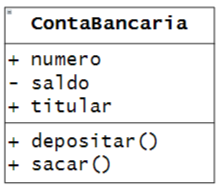 ContaBancaria
+ numero
- saldo
+ titular
+ depositar()
+ sacar()